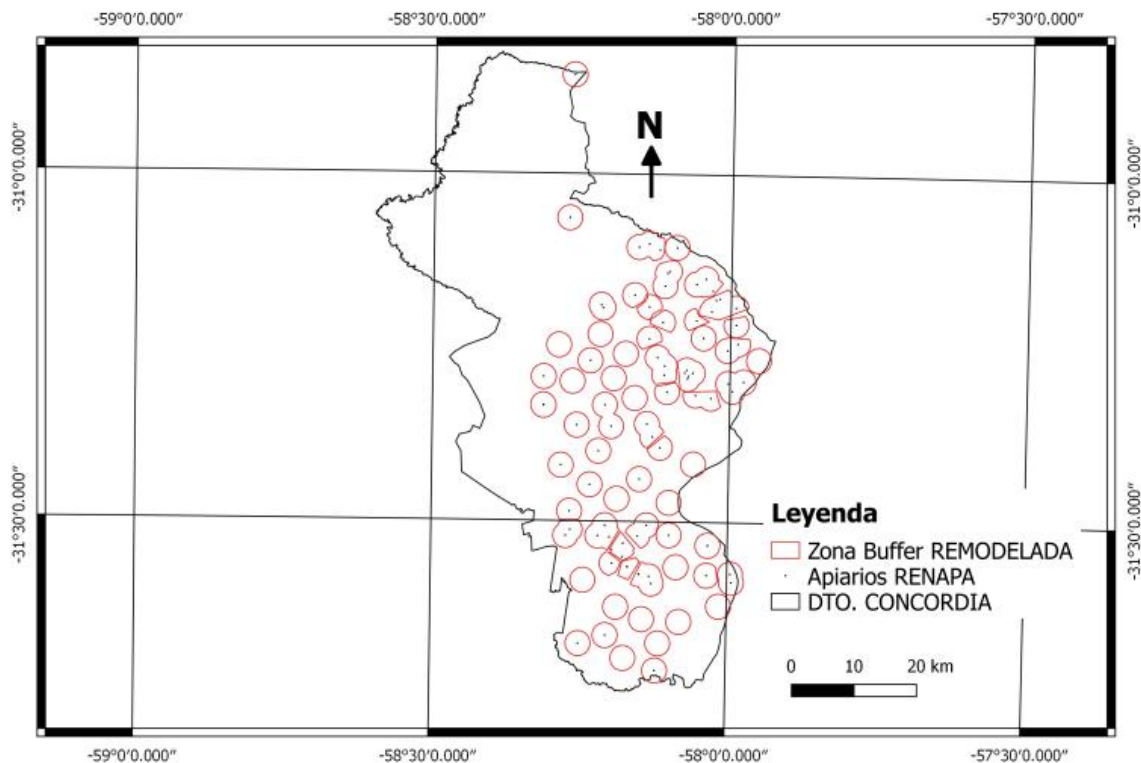 -59°0′0.000″ -58°30′0.000″ -58°0′0.000″ -57°30′0.000″
N
-31°0′0.000″ -31°0′0.000″
-31°30′0.000″ -31°30′0.000″
Leyenda
Zona Buffer REMODELADA
Apiarios RENAPA
DTO. CONCORDIA
0 10 20 km
-59°0′0.000″ -58°30′0.000″ -58°0′0.000″ -57°30′0.000″